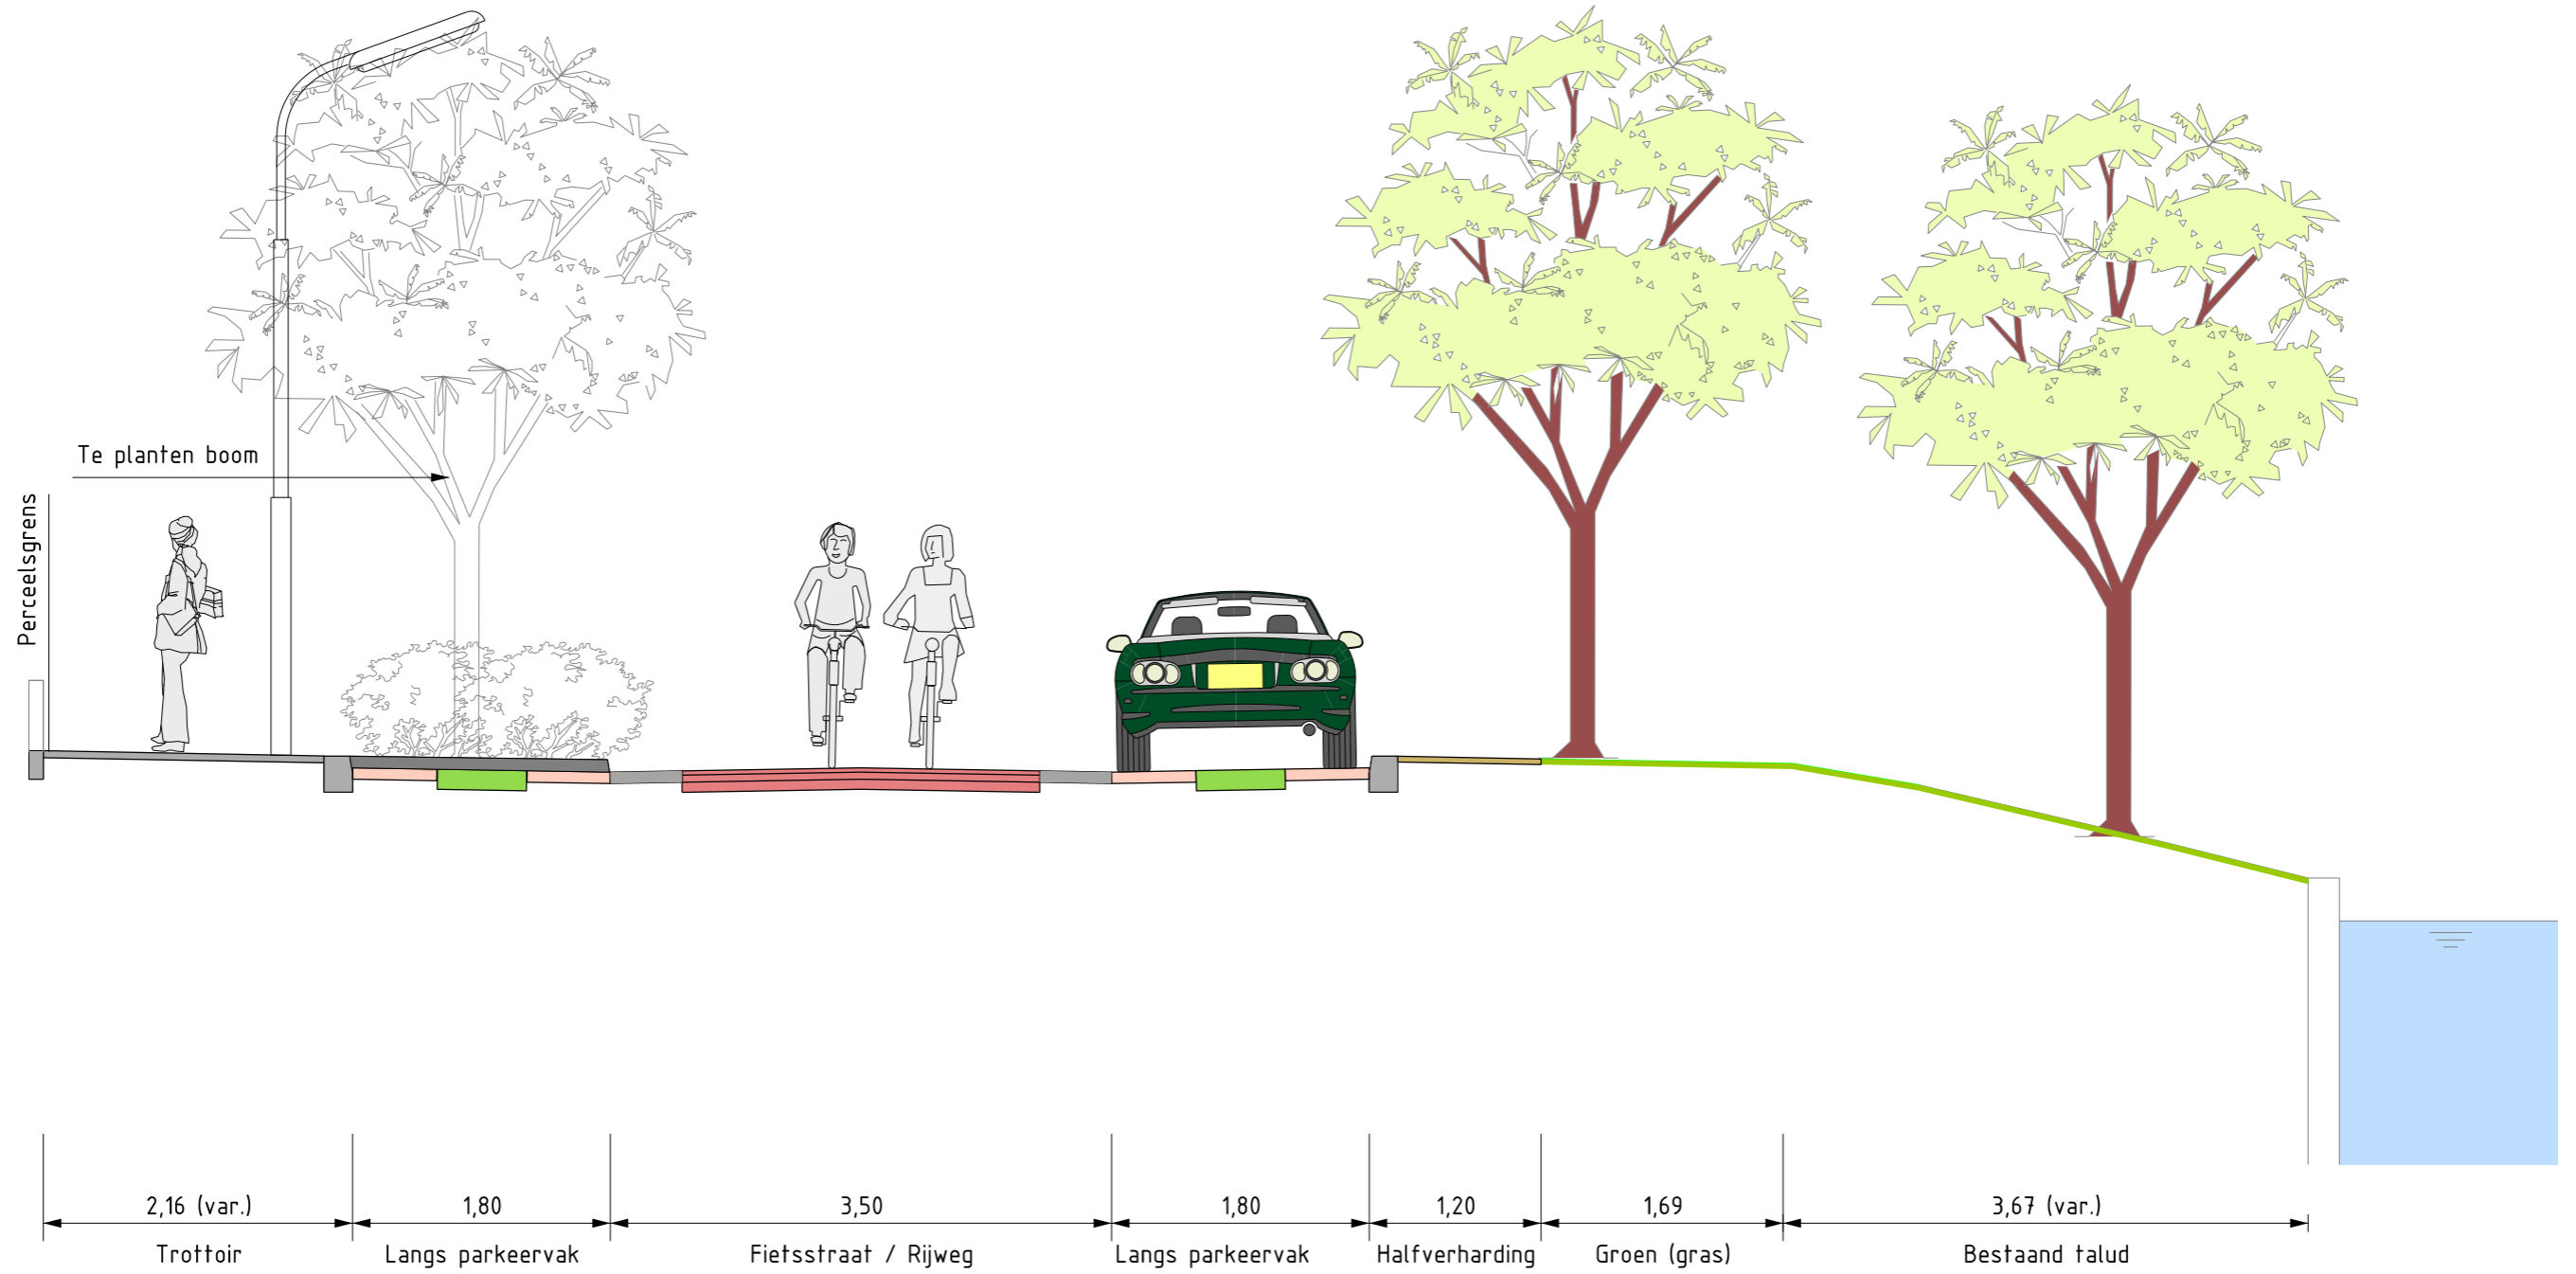 Te planten boom
Perceelsgrens
2,16 (var.)
1,80
3,50
1,80
1,20
1,69
3,67 (var.)
Trottoir
Langs parkeervak
Fietsstraat / Rijweg
Langs parkeervak
Halfverharding
Groen (gras)
Bestaand talud